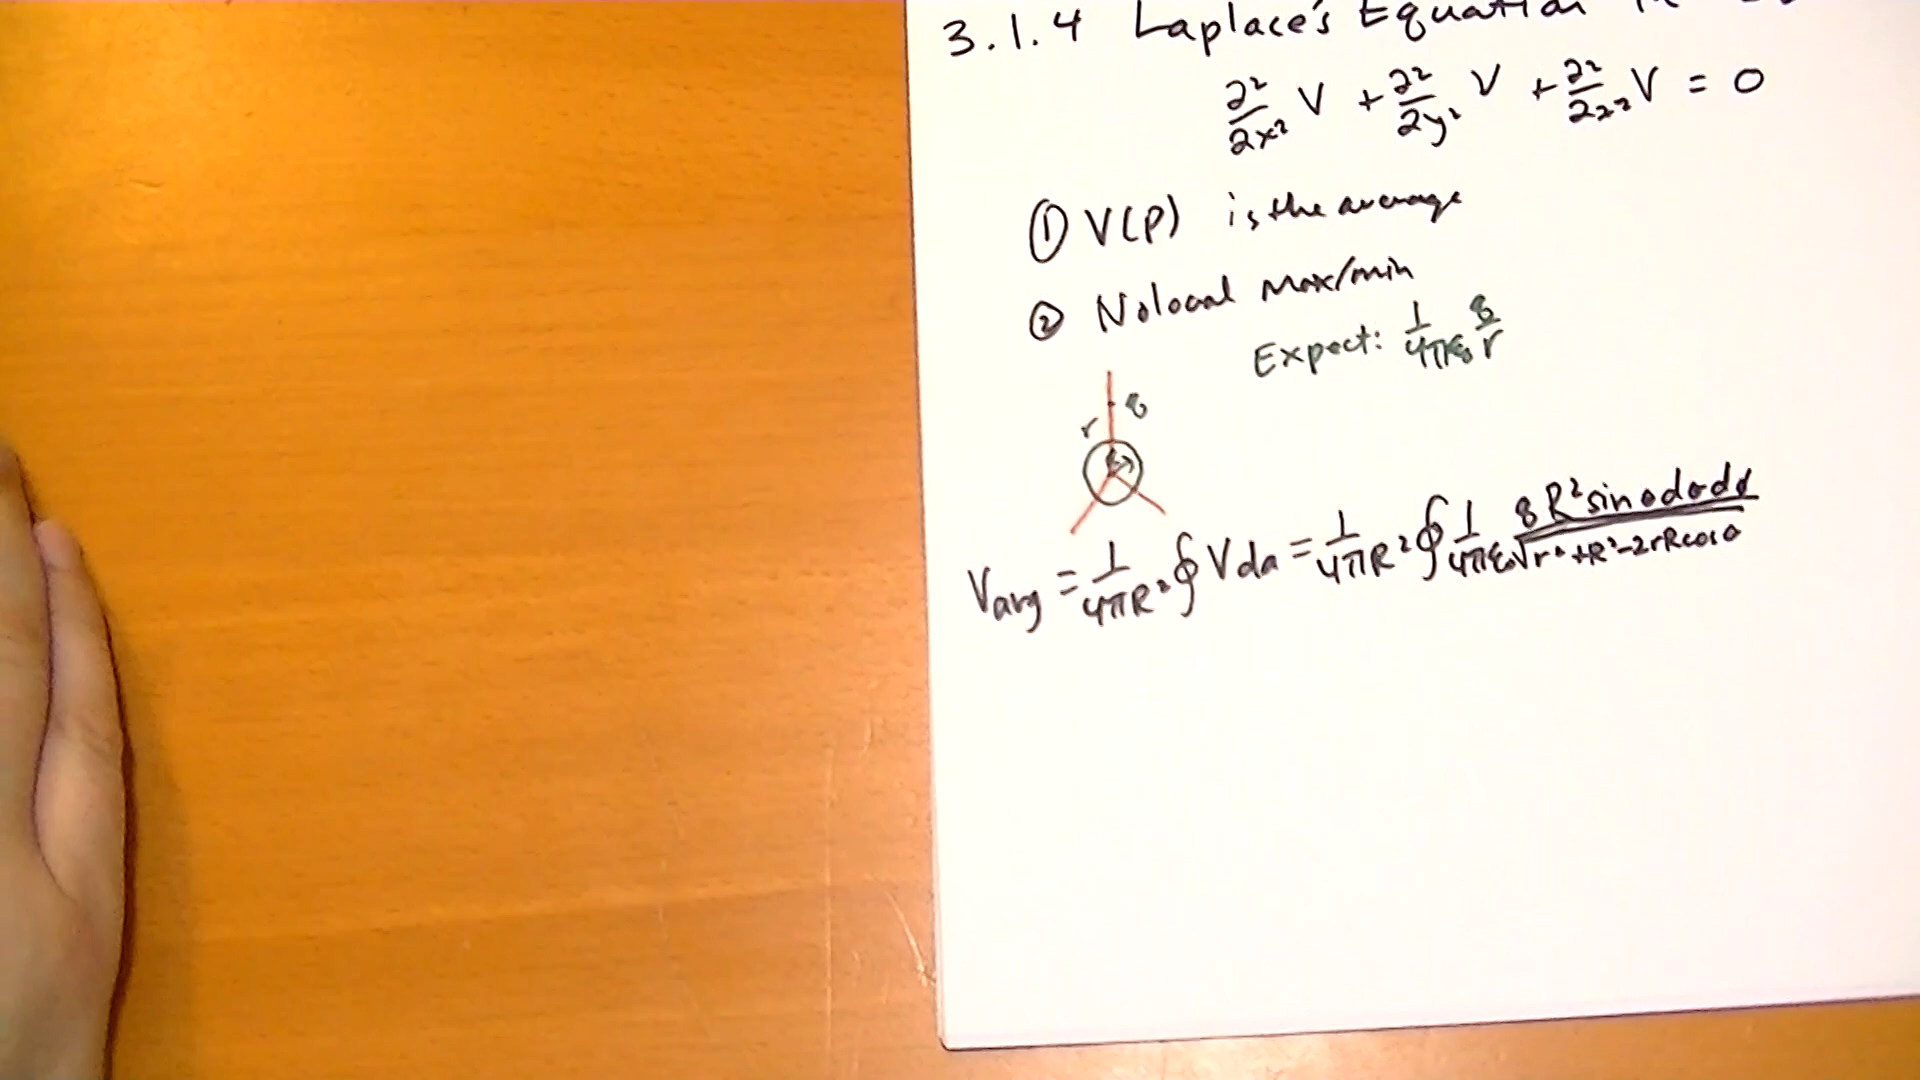 3.1.4 Laplace's Equation
∂²/∂x² V + ∂²/∂y² V + ∂²/∂z² V = 0
① V(P) is the average
② No local max/min
Expect: 1/4πε₀ q/r
q
r
R
Vavg = 1/4πR² ∮ V da = 1/4πR² ∮ 1/4πε₀ q R² sinθ dθ dϕ / √r² + R² - 2rR cosθ